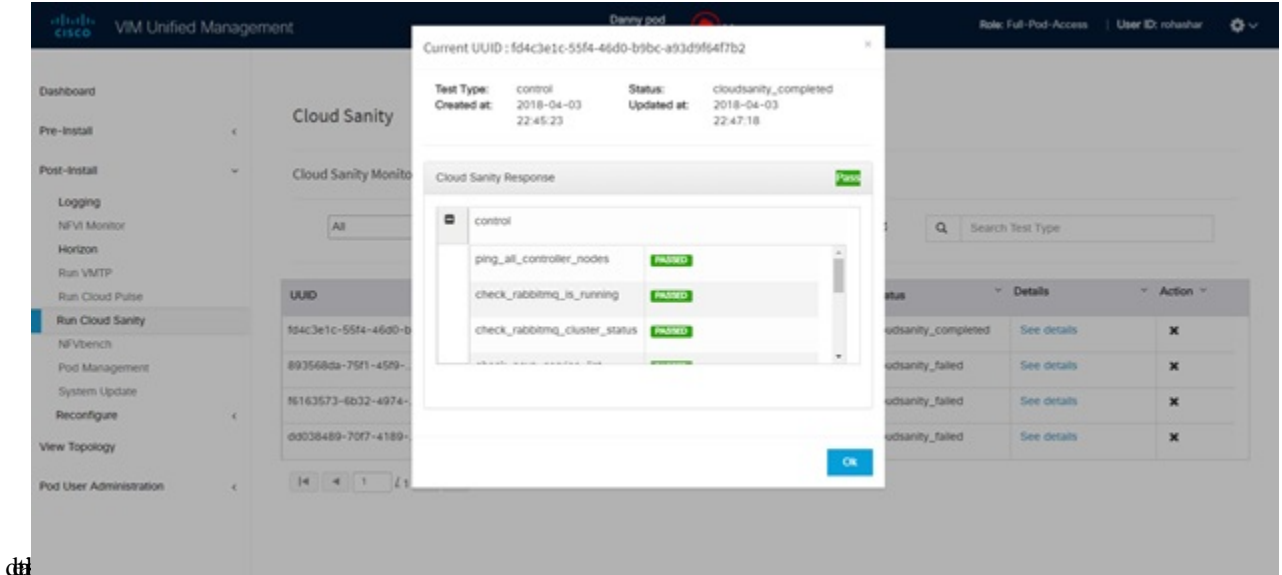 CISCO VIM Unified Management
Danny pod
Role: Full-Pod-Access | User ID: rohashar
Dashboard
Pre-Install
Post-Install
Logging
NFVI Monitor
Horizon
Run VMTP
Run Cloud Pulse
Run Cloud Sanity
NFVbench
Pod Management
System Update
Reconfigure
View Topology
Pod User Administration
Cloud Sanity
Cloud Sanity Monito
All
Search Test Type
UUID
atus Details Action
fd4c3e1c-55f4-46d0-b
udsanity_completed See details
893568da-75f1-45f9-..
udsanity_failed See details
f6163573-6b32-4974-.
udsanity_failed See details
dd038489-70f7-4189-.
udsanity_failed See details
1 / 1
Current UUID : fd4c3e1c-55f4-46d0-b9bc-a93d9f64f7b2 ×
Test Type: control Status: cloudsanity_completed
Created at: 2018-04-03 22:45:23 Updated at: 2018-04-03 22:47:18
Cloud Sanity Response Pass
control
ping_all_controller_nodes PASSED
check_rabbitmq_is_running PASSED
check_rabbitmq_cluster_status PASSED
Ok